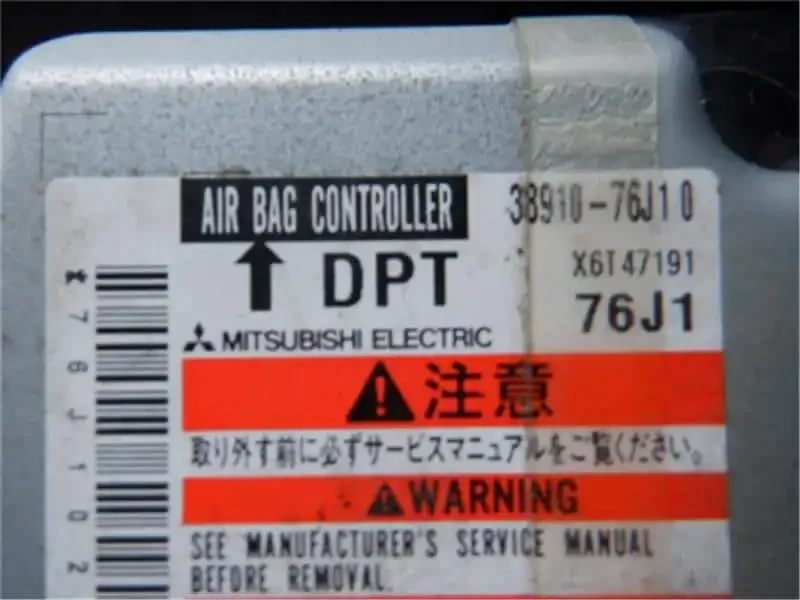 AIR BAG CONTROLLER 38910-76J10
DPT X6T47191
76J1
MITSUBISHI ELECTRIC
注意
取り外す前に必ずサービスマニュアルをご覧ください。
WARNING
SEE MANUFACTURER'S SERVICE MANUAL
BEFORE REMOVAL.
*76J102